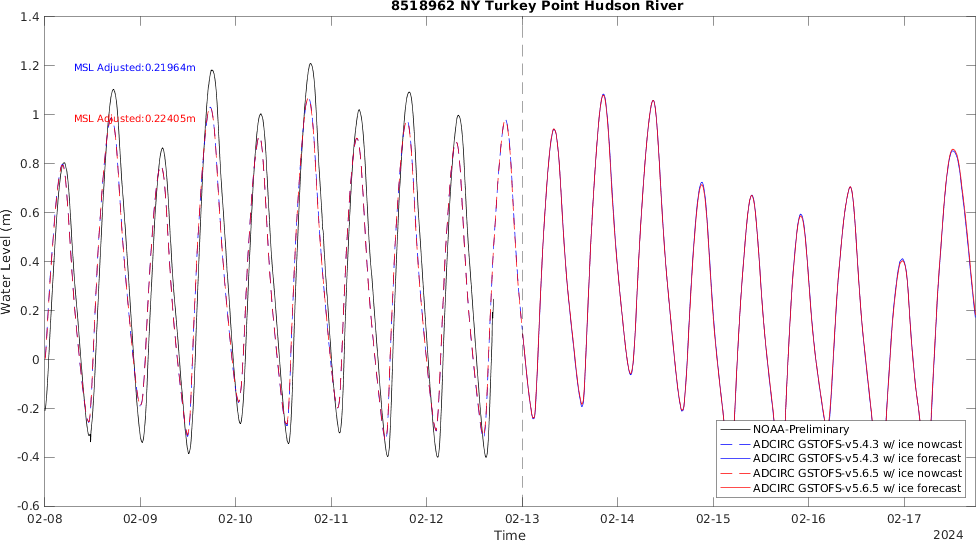 8518962 NY Turkey Point Hudson River
1.4
1.2
1
0.8
0.6
0.4
0.2
0
-0.2
-0.4
-0.6
Water Level (m)
MSL Adjusted:0.21964m
MSL Adjusted:0.22405m
NOAA-Preliminary
ADCIRC GSTOFS-v5.4.3 w/ ice nowcast
ADCIRC GSTOFS-v5.4.3 w/ ice forecast
ADCIRC GSTOFS-v5.6.5 w/ ice nowcast
ADCIRC GSTOFS-v5.6.5 w/ ice forecast
02-08 02-09 02-10 02-11 02-12 02-13 02-14 02-15 02-16 02-17
Time
2024